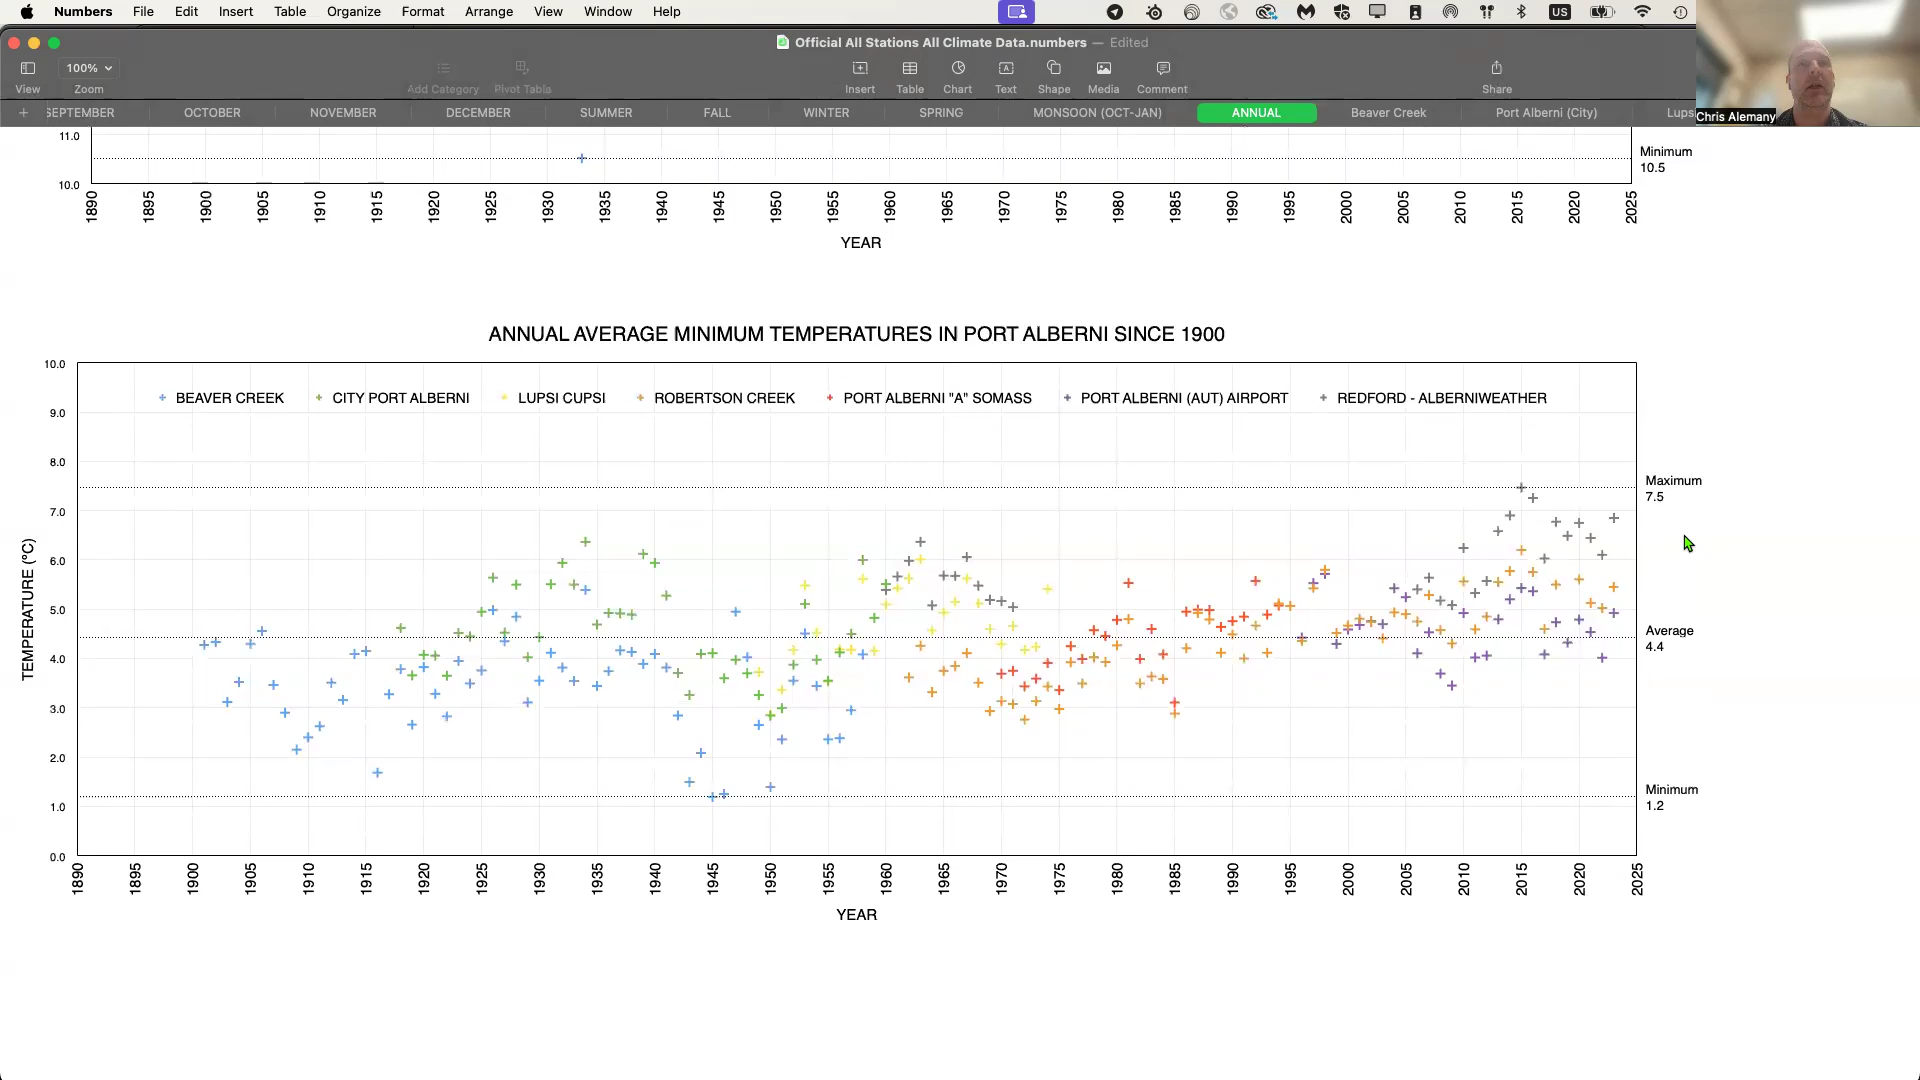 Numbers File Edit Insert Table Organize Format Arrange View Window Help US
Official All Stations All Climate Data.numbers — Edited
100%
View Zoom Add Category Pivot Table Insert Table Chart Text Shape Media Comment Share
+ SEPTEMBER OCTOBER NOVEMBER DECEMBER SUMMER FALL WINTER SPRING MONSOON (OCT-JAN) ANNUAL Beaver Creek Port Alberni (City) Lups
Chris Alemany
11.0
10.0
Minimum
10.5
1890 1895 1900 1905 1910 1915 1920 1925 1930 1935 1940 1945 1950 1955 1960 1965 1970 1975 1980 1985 1990 1995 2000 2005 2010 2015 2020 2025
YEAR
ANNUAL AVERAGE MINIMUM TEMPERATURES IN PORT ALBERNI SINCE 1900
BEAVER CREEK CITY PORT ALBERNI LUPSI CUPSI ROBERTSON CREEK PORT ALBERNI "A" SOMASS PORT ALBERNI (AUT) AIRPORT REDFORD - ALBERNIWEATHER
TEMPERATURE (°C)
10.0
9.0
8.0
7.0
6.0
5.0
4.0
3.0
2.0
1.0
0.0
Maximum
7.5
Average
4.4
Minimum
1.2
1890 1895 1900 1905 1910 1915 1920 1925 1930 1935 1940 1945 1950 1955 1960 1965 1970 1975 1980 1985 1990 1995 2000 2005 2010 2015 2020 2025
YEAR